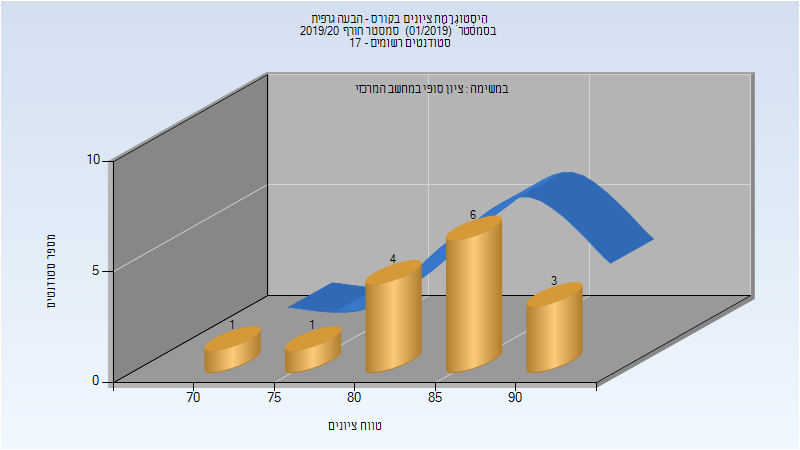 היסטוגרמת ציונים בקורס - הבעה גרפית
בסמסטר (01/2019) סמסטר חורף 2019/20
סטודנטים רשומים - 17
במשימה : ציון סופי במחשב המרכזי
מספר סטודנטים
10
5
0
1
1
4
6
3
70
75
80
85
90
טווח ציונים